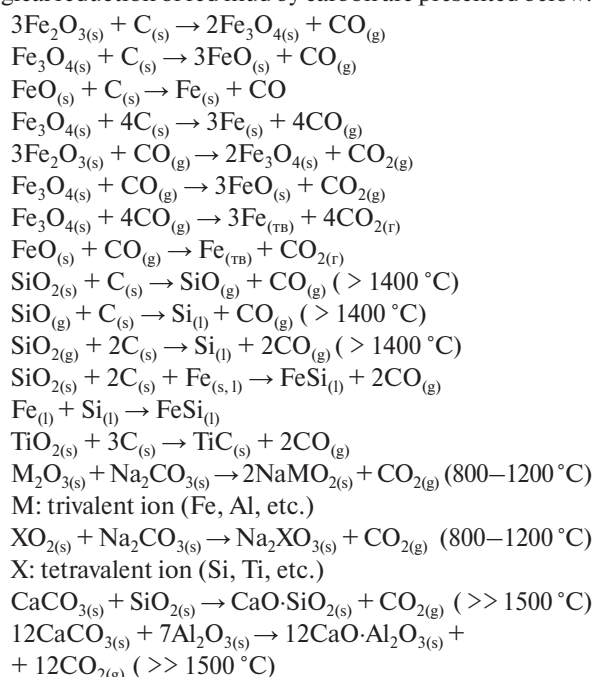 3Fe₂O₃₍ₛ₎ + C₍ₛ₎ → 2Fe₃O₄₍ₛ₎ + CO₍g₎
Fe₃O₄₍ₛ₎ + C₍ₛ₎ → 3FeO₍ₛ₎ + CO₍g₎
FeO₍ₛ₎ + C₍ₛ₎ → Fe₍ₛ₎ + CO
Fe₃O₄₍ₛ₎ + 4C₍ₛ₎ → 3Fe₍ₛ₎ + 4CO₍g₎
3Fe₂O₃₍ₛ₎ + CO₍g₎ → 2Fe₃O₄₍ₛ₎ + CO₂₍g₎
Fe₃O₄₍ₛ₎ + CO₍g₎ → 3FeO₍ₛ₎ + CO₂₍g₎
Fe₃O₄₍ₛ₎ + 4CO₍g₎ → 3Fe₍тв₎ + 4CO₂₍г₎
FeO₍ₛ₎ + CO₍g₎ → Fe₍тв₎ + CO₂₍г₎
SiO₂₍ₛ₎ + C₍ₛ₎ → SiO₍g₎ + CO₍g₎ ( > 1400 °C)
SiO₍g₎ + C₍ₛ₎ → Si₍ₗ₎ + CO₍g₎ ( > 1400 °C)
SiO₂₍g₎ + 2C₍ₛ₎ → Si₍ₗ₎ + 2CO₍g₎ ( > 1400 °C)
SiO₂₍ₛ₎ + 2C₍ₛ₎ + Fe₍ₛ, ₗ₎ → FeSi₍ₗ₎ + 2CO₍g₎
Fe₍ₗ₎ + Si₍ₗ₎ → FeSi₍ₗ₎
TiO₂₍ₛ₎ + 3C₍ₛ₎ → TiC₍ₛ₎ + 2CO₍g₎
M₂O₃₍ₛ₎ + Na₂CO₃₍ₛ₎ → 2NaMO₂₍ₛ₎ + CO₂₍g₎ (800–1200 °C)
M: trivalent ion (Fe, Al, etc.)
XO₂₍ₛ₎ + Na₂CO₃₍ₛ₎ → Na₂XO₃₍ₛ₎ + CO₂₍g₎ (800–1200 °C)
X: tetravalent ion (Si, Ti, etc.)
CaCO₃₍ₛ₎ + SiO₂₍ₛ₎ → CaO·SiO₂₍ₛ₎ + CO₂₍g₎ ( >> 1500 °C)
12CaCO₃₍ₛ₎ + 7Al₂O₃₍ₛ₎ → 12CaO·Al₂O₃₍ₛ₎ +
+ 12CO₂₍g₎ ( >> 1500 °C)